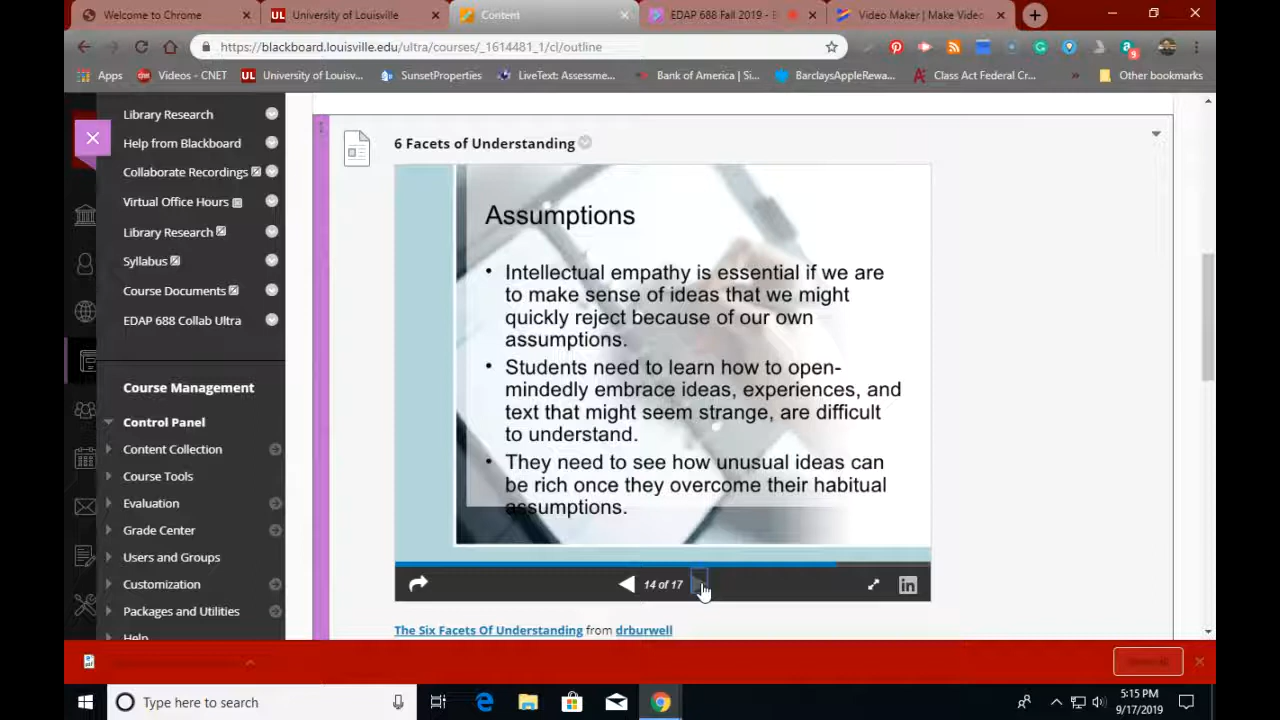 Welcome to Chrome
University of Louisville
Content
EDAP 688 Fall 2019 - E
Video Maker | Make Video
https://blackboard.louisville.edu/ultra/courses/_1614481_1/cl/outline
9
Apps
Videos - CNET
University of Louisv...
SunsetProperties
LiveText: Assessme...
Bank of America | Si...
BarclaysAppleRewa...
Class Act Federal Cr...
»
Other bookmarks
Library Research
Help from Blackboard
Collaborate Recordings
Virtual Office Hours
Library Research
Syllabus
Course Documents
EDAP 688 Collab Ultra
Course Management
Control Panel
Content Collection
Course Tools
Evaluation
Grade Center
Users and Groups
Customization
Packages and Utilities
Help
6 Facets of Understanding
Assumptions
• Intellectual empathy is essential if we are
to make sense of ideas that we might
quickly reject because of our own
assumptions.
• Students need to learn how to open-
mindedly embrace ideas, experiences, and
text that might seem strange, are difficult
to understand.
• They need to see how unusual ideas can
be rich once they overcome their habitual
assumptions.
14 of 17
in
The Six Facets Of Understanding from drburwell
Type here to search
5:15 PM
9/17/2019